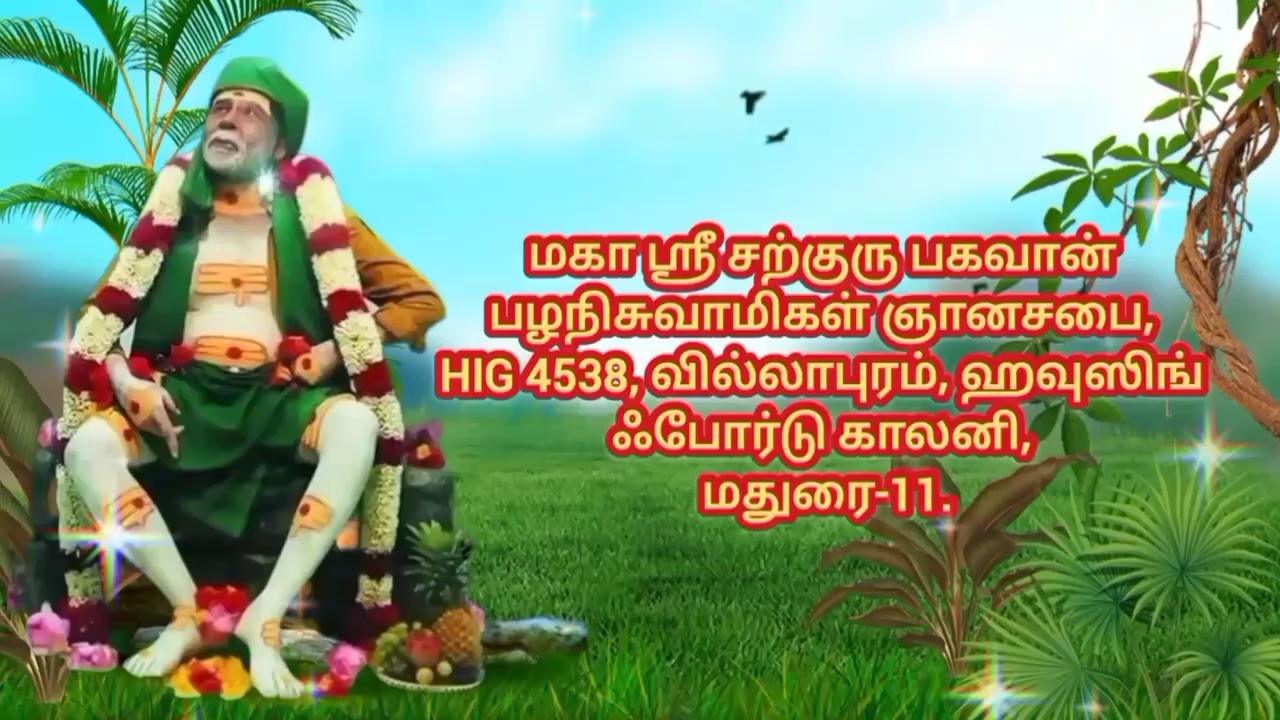 மகா ஸ்ரீ சற்குரு பகவான்
பழநிசுவாமிகள் ஞானசபை,
HIG 4538, வில்லாபுரம், ஹவுஸிங்
ஃபோர்டு காலனி,
மதுரை-11.